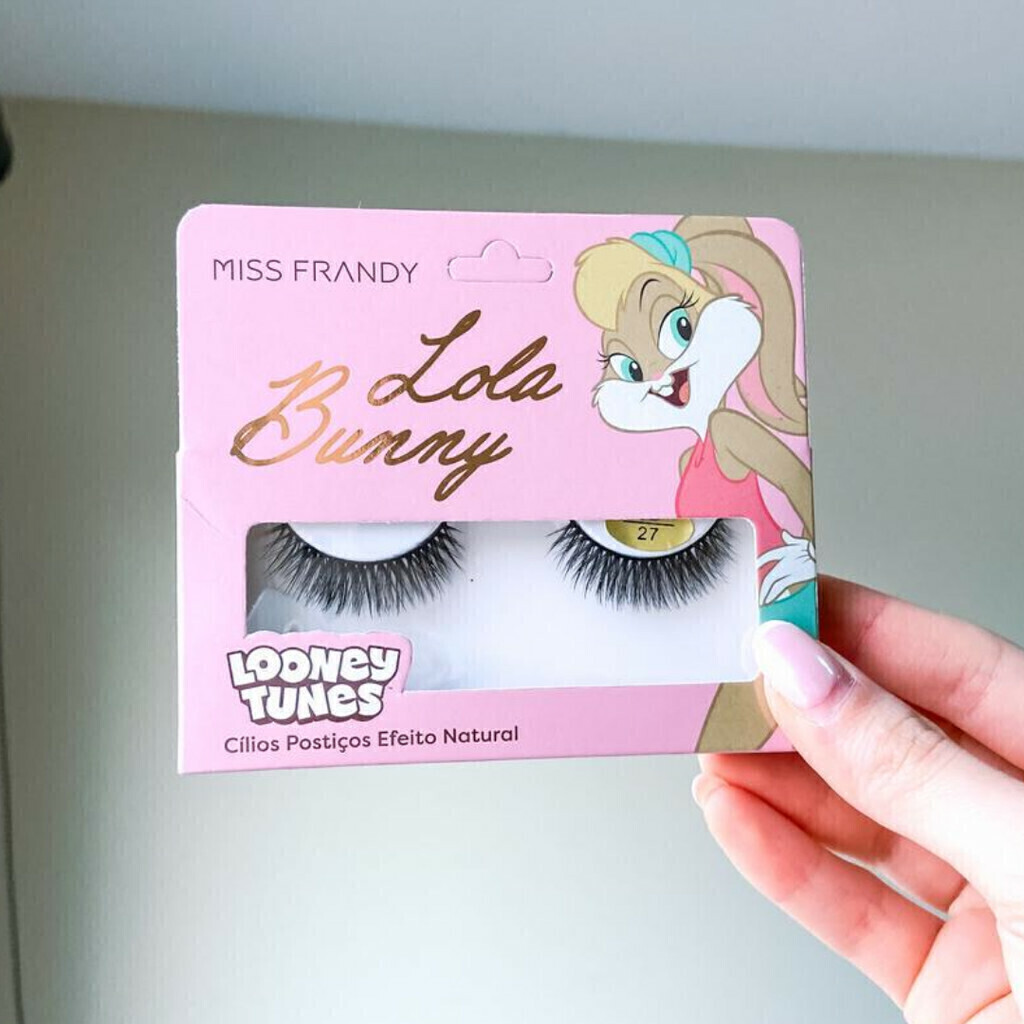 MISS FRANDY
Lola
Bunny
27
LOONEY
TUNES
Cílios Postiços Efeito Natural